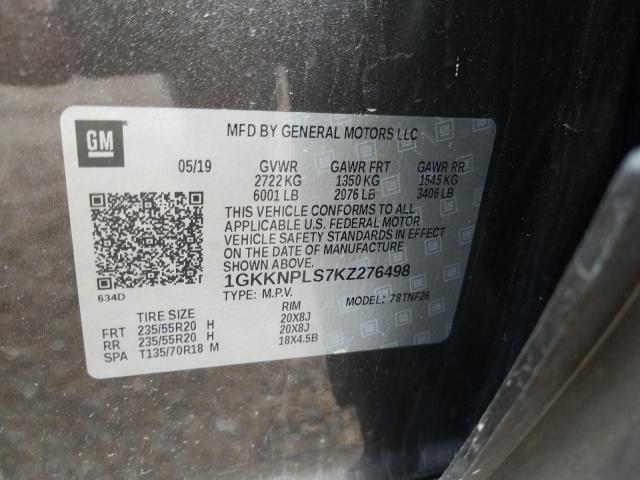 GM
MFD BY GENERAL MOTORS LLC
05/19 GVWR GAWR FRT GAWR RR
2722 KG 1350 KG 1545 KG
6001 LB 2976 LB 3406 LB
THIS VEHICLE CONFORMS TO ALL
APPLICABLE U.S. FEDERAL MOTOR
VEHICLE SAFETY STANDARDS IN EFFECT
ON THE DATE OF MANUFACTURE
SHOWN ABOVE.
1GKKNPLS7KZ276498
634D
TYPE: M.P.V. MODEL: 78TNF26
TIRE SIZE RIM
FRT 235/55R20 H 20X8J
RR 235/55R20 H 20X8J
SPA T135/70R18 M 18X4.5B